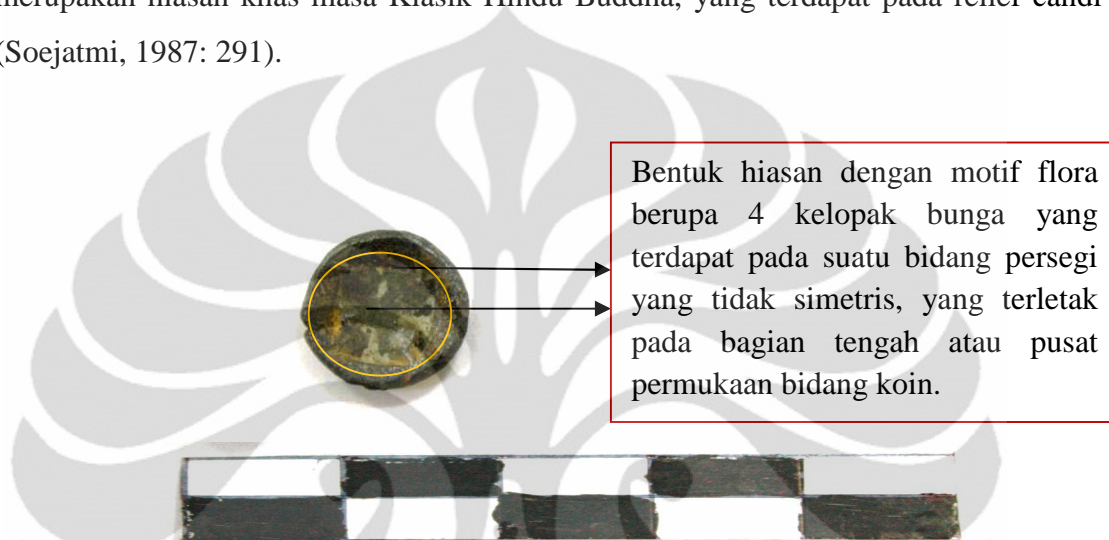 merupakan hiasan khas masa Klasik Hindu Buddha, yang terdapat pada relief candi
(Soejatmi, 1987: 291).
Bentuk hiasan dengan motif flora
berupa 4 kelopak bunga yang
terdapat pada suatu bidang persegi
yang tidak simetris, yang terletak
pada bagian tengah atau pusat
permukaan bidang koin.